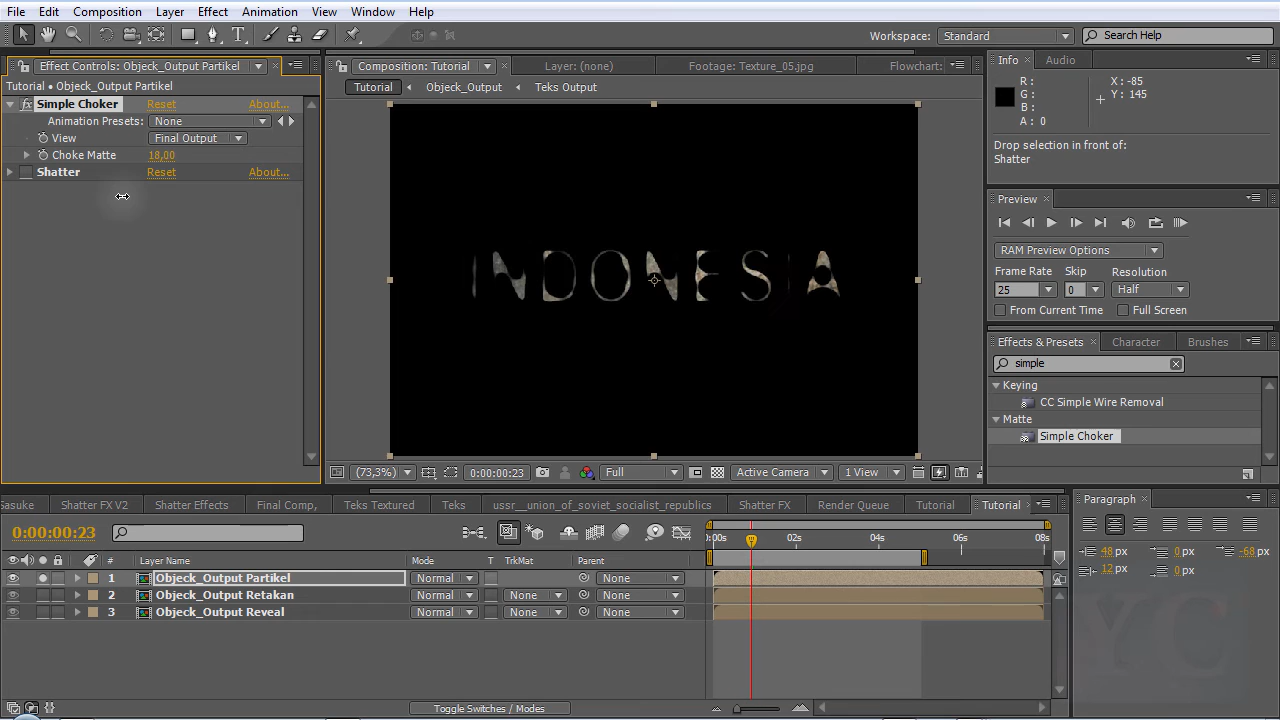 File Edit Composition Layer Effect Animation View Window Help
Workspace: Standard Search Help
Effect Controls: Objeck_Output Partikel
Composition: Tutorial Layer: (none) Footage: Texture_05.jpg Flowchart:
Info Audio
Tutorial • Objeck_Output Partikel
Tutorial Objeck_Output Teks Output
fx Simple Choker Reset About...
Animation Presets: None
View Final Output
Choke Matte 18,00
Shatter Reset About...
INDONESIA
R:
G:
B:
A: 0
X: -85
Y: 145
Drop selection in front of:
Shatter
Preview
RAM Preview Options
Frame Rate Skip Resolution
25 0 Half
From Current Time Full Screen
Effects & Presets Character Brushes
simple
Keying
CC Simple Wire Removal
Matte
Simple Choker
(73,3%) 0:00:00:23 Full Active Camera 1 View
Sasuke Shatter FX V2 Shatter Effects Final Comp, Teks Textured Teks ussr__union_of_soviet_socialist_republics Shatter FX Render Queue Tutorial Tutorial
Paragraph
0:00:00:23
# Layer Name Mode T TrkMat Parent
:00s 02s 04s 06s 08s
1 Objeck_Output Partikel Normal None
2 Objeck_Output Retakan Normal None None
3 Objeck_Output Reveal Normal None None
48 px 0 px -68 px
12 px 0 px
YC
Toggle Switches / Modes